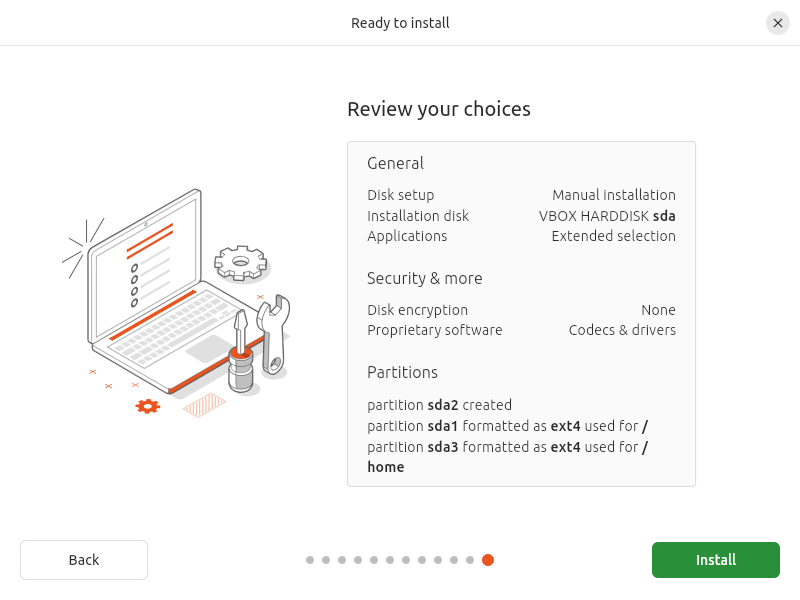 Ready to install
Review your choices
General
Disk setup Manual installation
Installation disk VBOX HARDDISK sda
Applications Extended selection
Security & more
Disk encryption None
Proprietary software Codecs & drivers
Partitions
partition sda2 created
partition sda1 formatted as ext4 used for /
partition sda3 formatted as ext4 used for /
home
Back Install